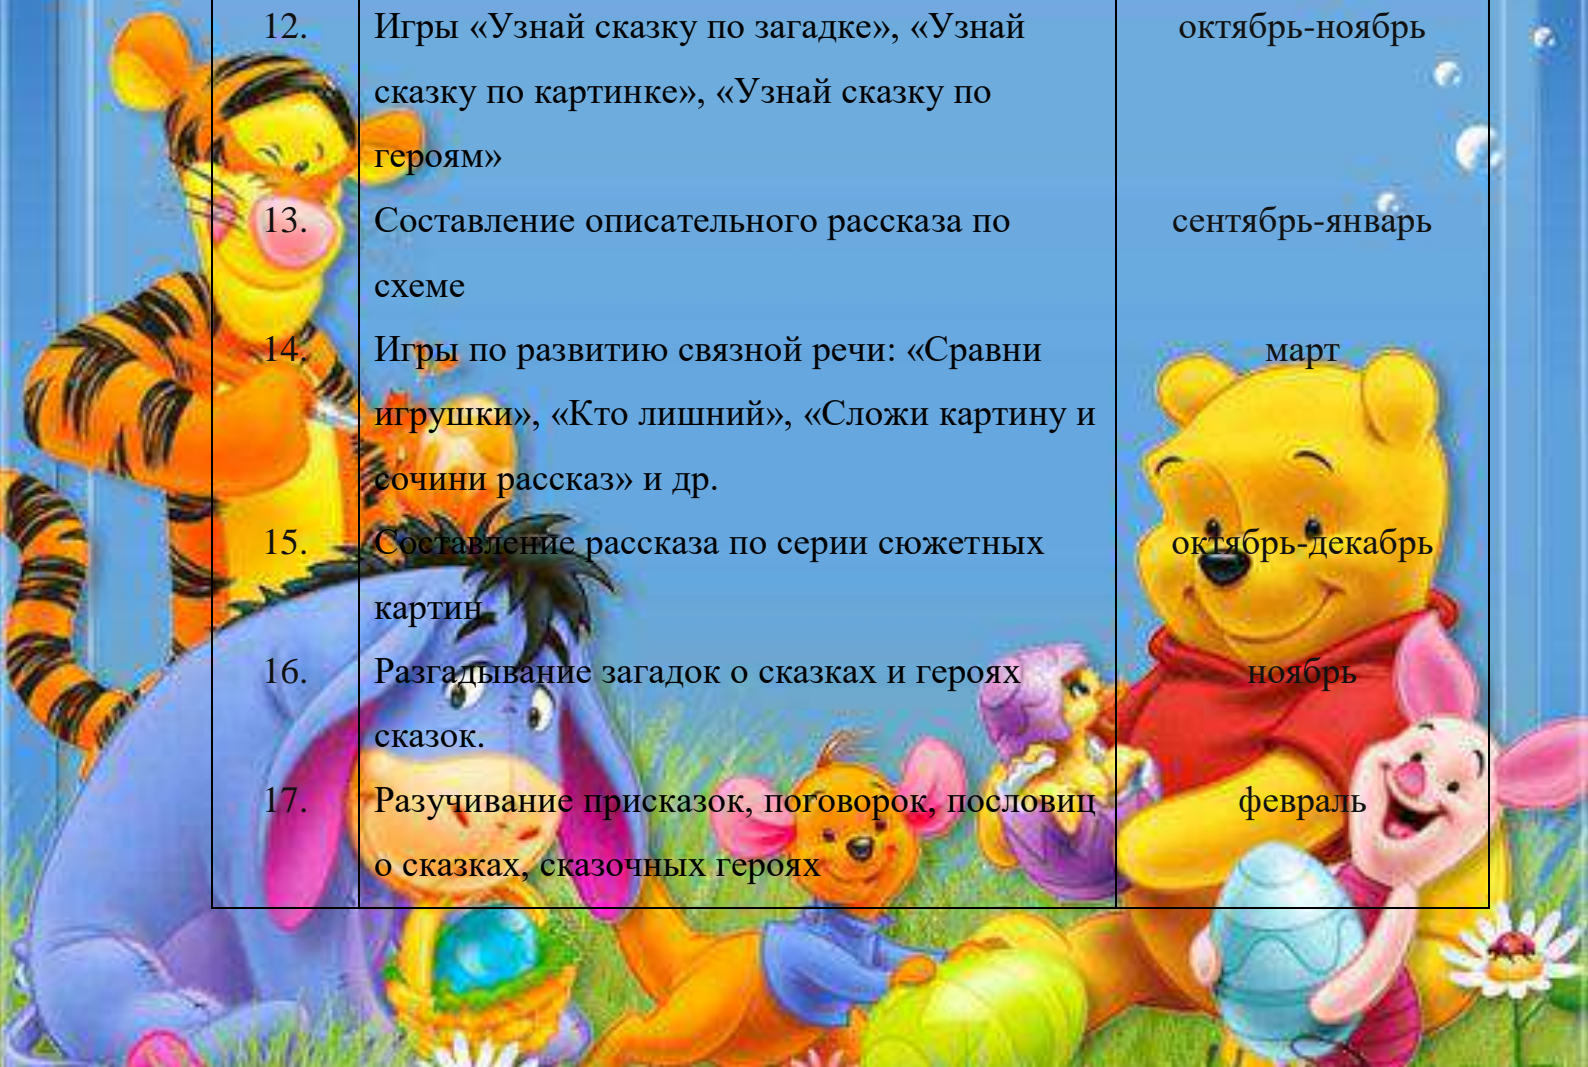 12. Игры «Узнай сказку по загадке», «Узнай октябрь-ноябрь
сказку по картинке», «Узнай сказку по
героям»
13. Составление описательного рассказа по сентябрь-январь
схеме
14. Игры по развитию связной речи: «Сравни март
игрушки», «Кто лишний», «Сложи картину и
сочини рассказ» и др.
15. Составление рассказа по серии сюжетных октябрь-декабрь
картин
16. Разгадывание загадок о сказках и героях ноябрь
сказок.
17. Разучивание присказок, поговорок, пословиц февраль
о сказках, сказочных героях